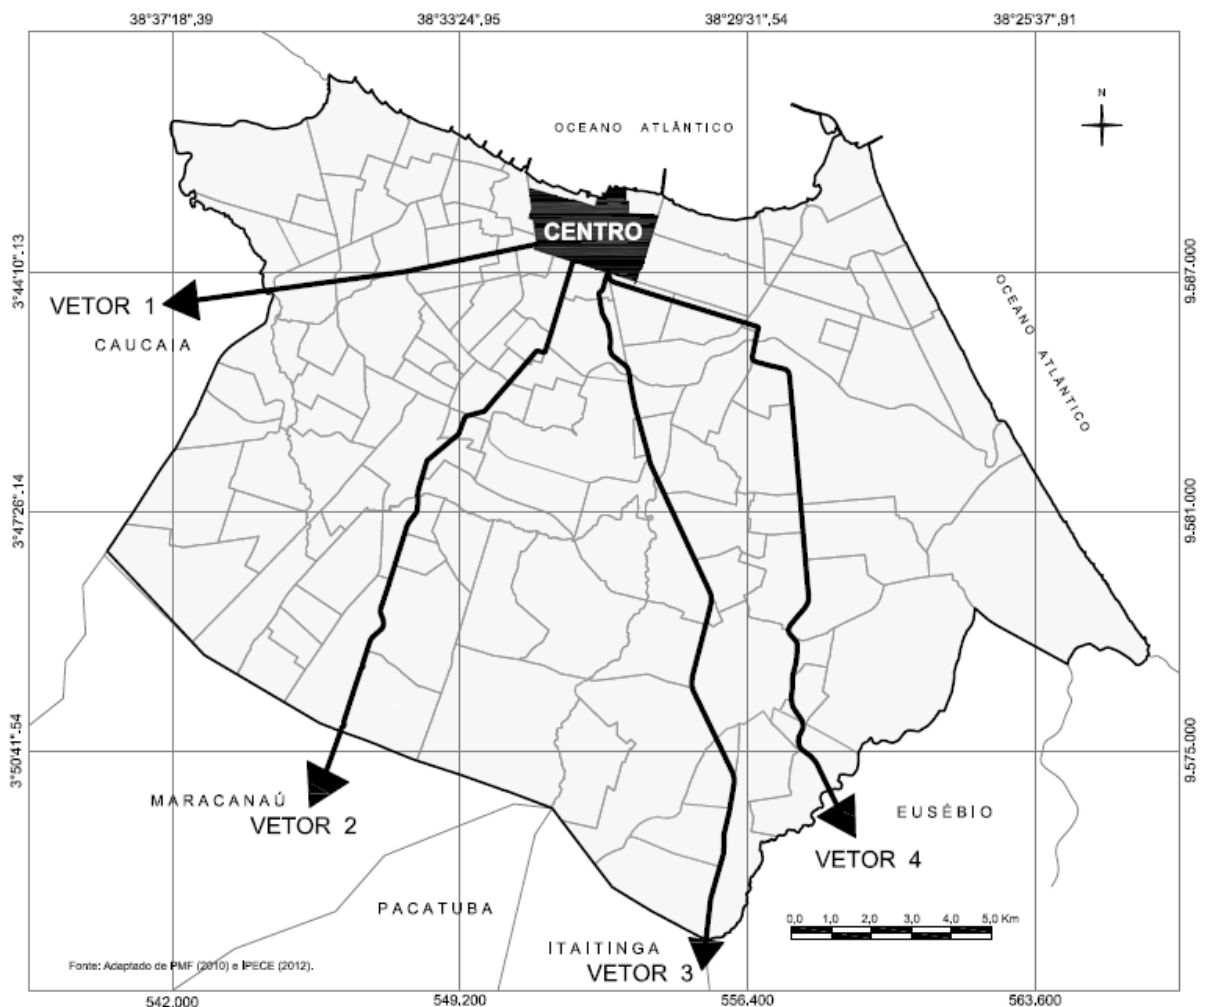 38°37'18",39
38°33'24",95
38°29'31",54
38°25'37",91
N
OCEANO ATLÂNTICO
CENTRO
3°44'10".13
9.587.000
OCEANO ATLÂNTICO
VETOR 1
CAUCAIA
3°47'26".14
9.581.000
3°50'41".54
9.575.000
MARACANAÚ
VETOR 2
EUSÉBIO
VETOR 4
PACATUBA
0,0 1,0 2,0 3,0 4,0 5,0 Km
ITAITINGA
VETOR 3
Fonte: Adaptado de PMF (2010) e IPECE (2012).
542.000
549,200
556,400
563,600